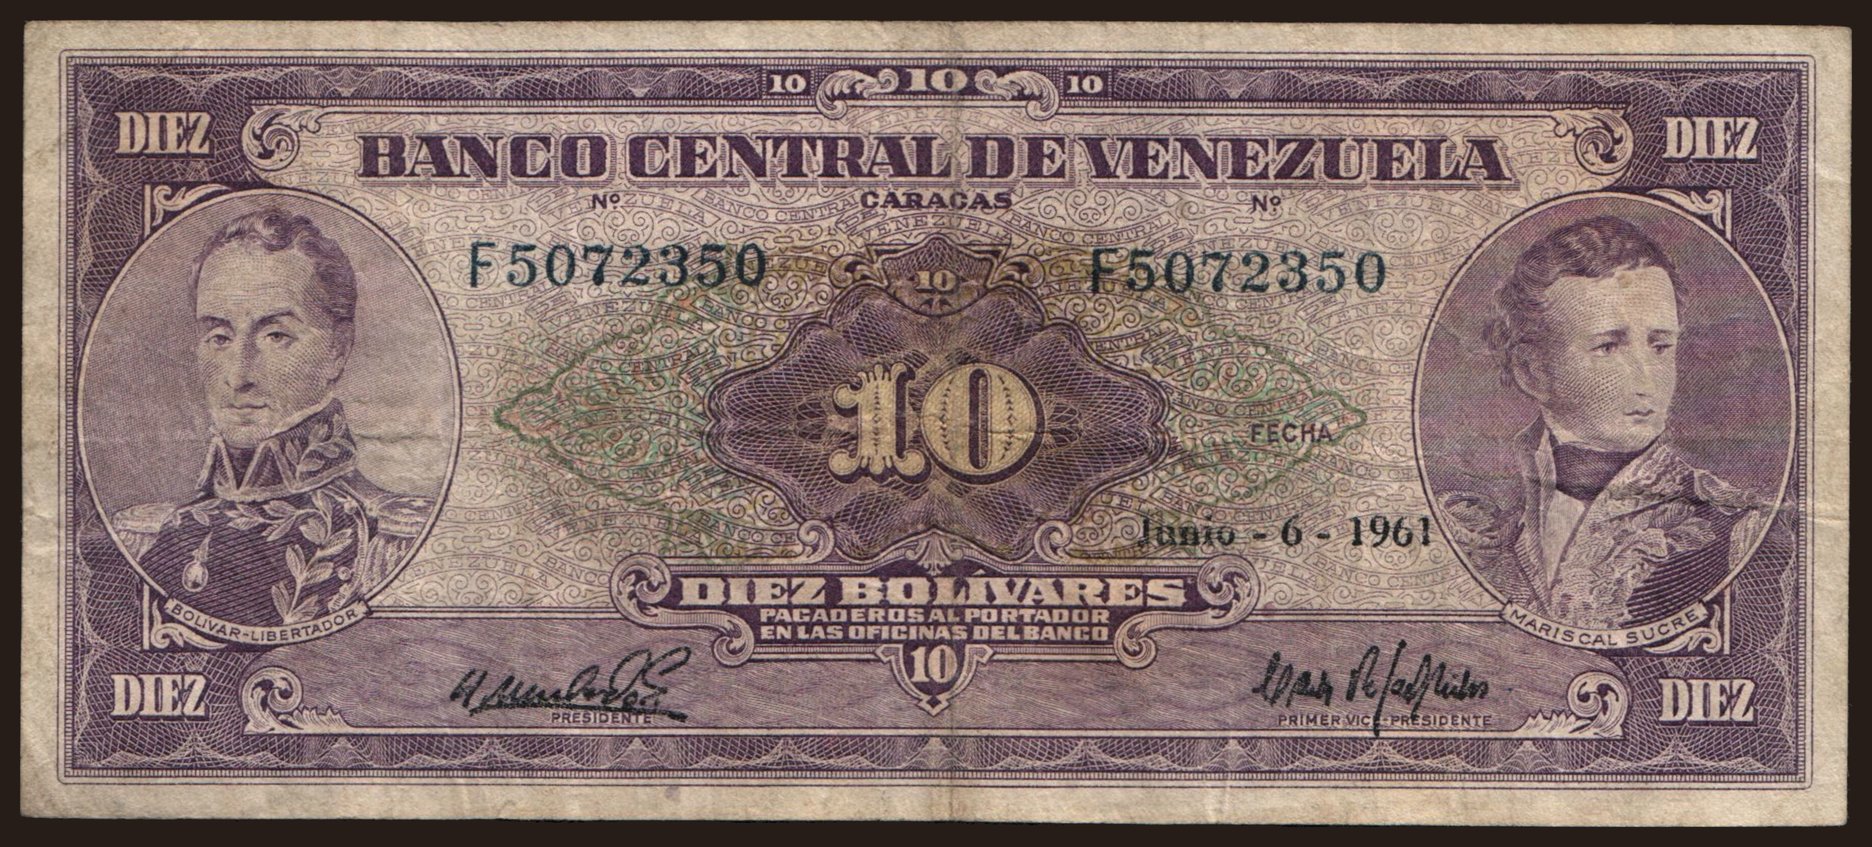 10 10 10
DIEZ DIEZ
BANCO CENTRAL DE VENEZUELA
Nº CARACAS Nº
F5072350 F5072350
10
10
FECHA
Junio - 6 - 1961
DIEZ BOLÍVARES
PAGADEROS AL PORTADOR
EN LAS OFICINAS DEL BANCO
BOLIVAR-LIBERTADOR MARISCAL SUCRE
10
DIEZ DIEZ
PRESIDENTE PRIMER VICE-PRESIDENTE